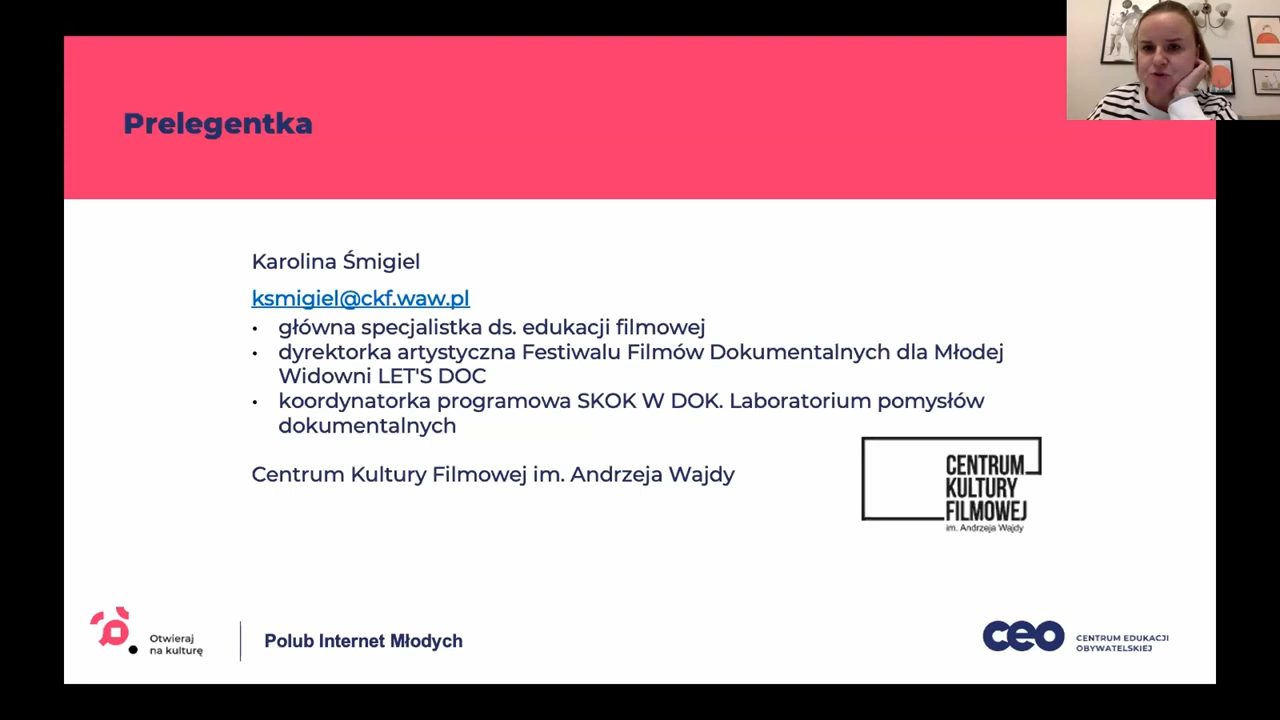 Prelegentka
Karolina Śmigiel
ksmigiel@ckf.waw.pl
• główna specjalistka ds. edukacji filmowej
• dyrektorka artystyczna Festiwalu Filmów Dokumentalnych dla Młodej
Widowni LET'S DOC
• koordynatorka programowa SKOK W DOK. Laboratorium pomysłów
dokumentalnych
Centrum Kultury Filmowej im. Andrzeja Wajdy
CENTRUM
KULTURY
FILMOWEJ
im. Andrzeja Wajdy
Otwieraj
na kulturę
Polub Internet Młodych
ceo
CENTRUM EDUKACJI
OBYWATELSKIEJ